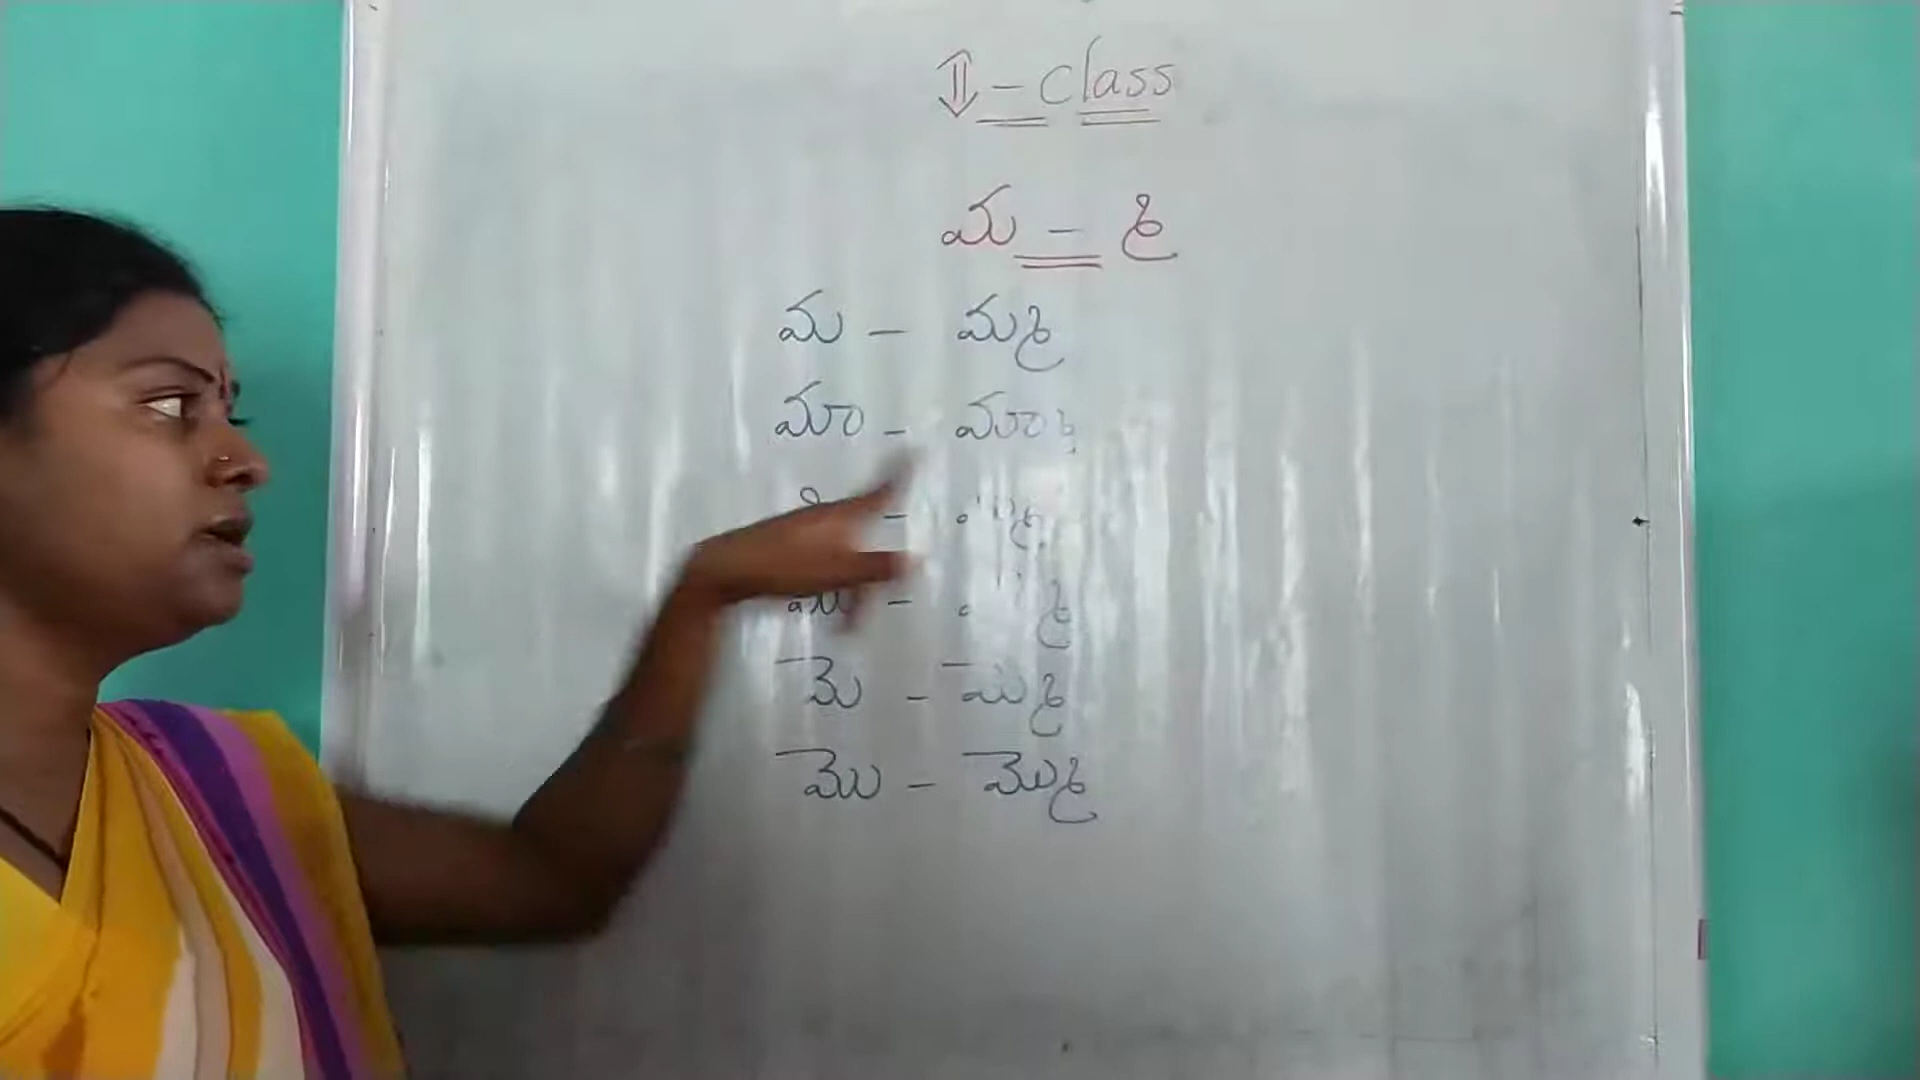 II - class
మ - ్మ
మ - మ్మ
మా - మ్మా
మె - మ్మె
మొ - మ్మొ